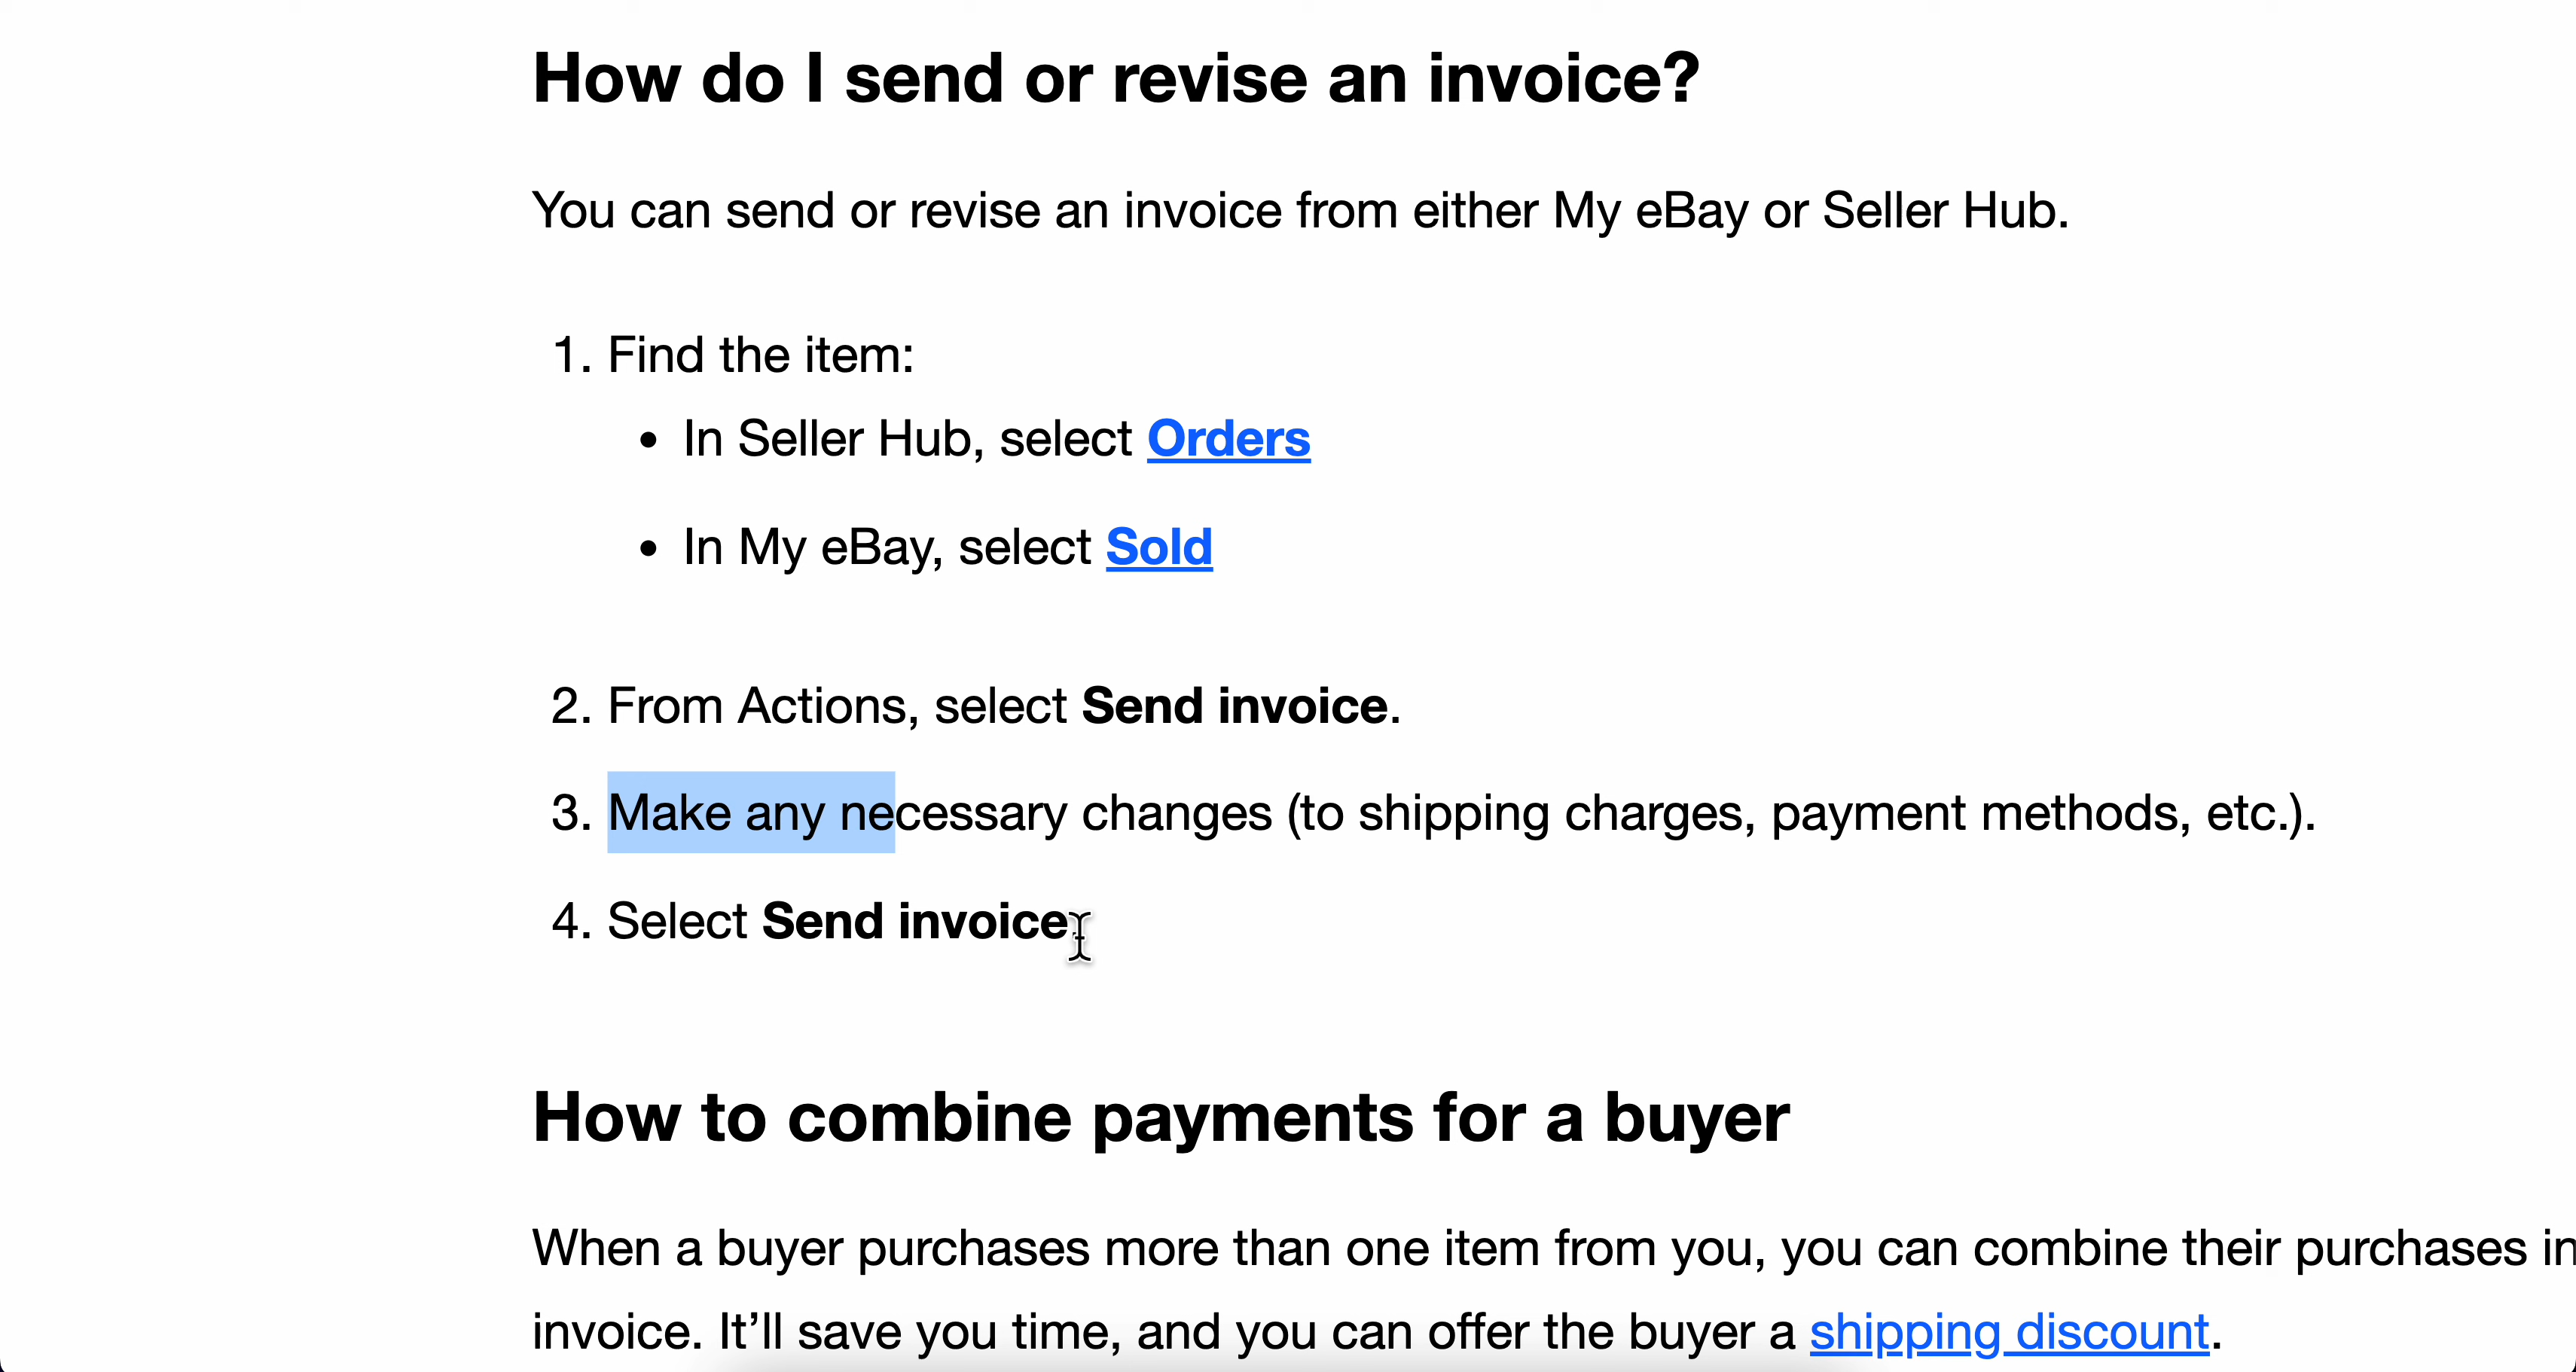 How do I send or revise an invoice?
You can send or revise an invoice from either My eBay or Seller Hub.
1. Find the item:
• In Seller Hub, select Orders
• In My eBay, select Sold
2. From Actions, select Send invoice.
3. Make any necessary changes (to shipping charges, payment methods, etc.).
4. Select Send invoice
How to combine payments for a buyer
When a buyer purchases more than one item from you, you can combine their purchases in
invoice. It’ll save you time, and you can offer the buyer a shipping discount.